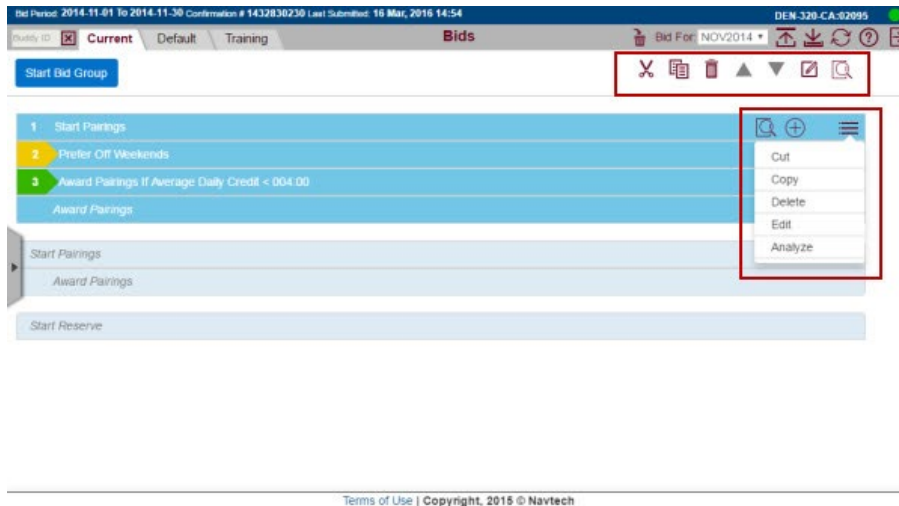 Bid Period: 2014-11-01 To 2014-11-30 Confirmation # 1432830230 Last Submitted: 16 Mar, 2016 14:54 DEN-320-CA:02095
Buddy ID Current Default Training Bids Bid For: NOV2014
Start Bid Group
1 Start Pairings
2 Prefer Off Weekends
3 Award Pairings If Average Daily Credit < 004:00
Award Pairings
Cut
Copy
Delete
Edit
Analyze
Start Pairings
Award Pairings
Start Reserve
Terms of Use | Copyright, 2015 © Navtech